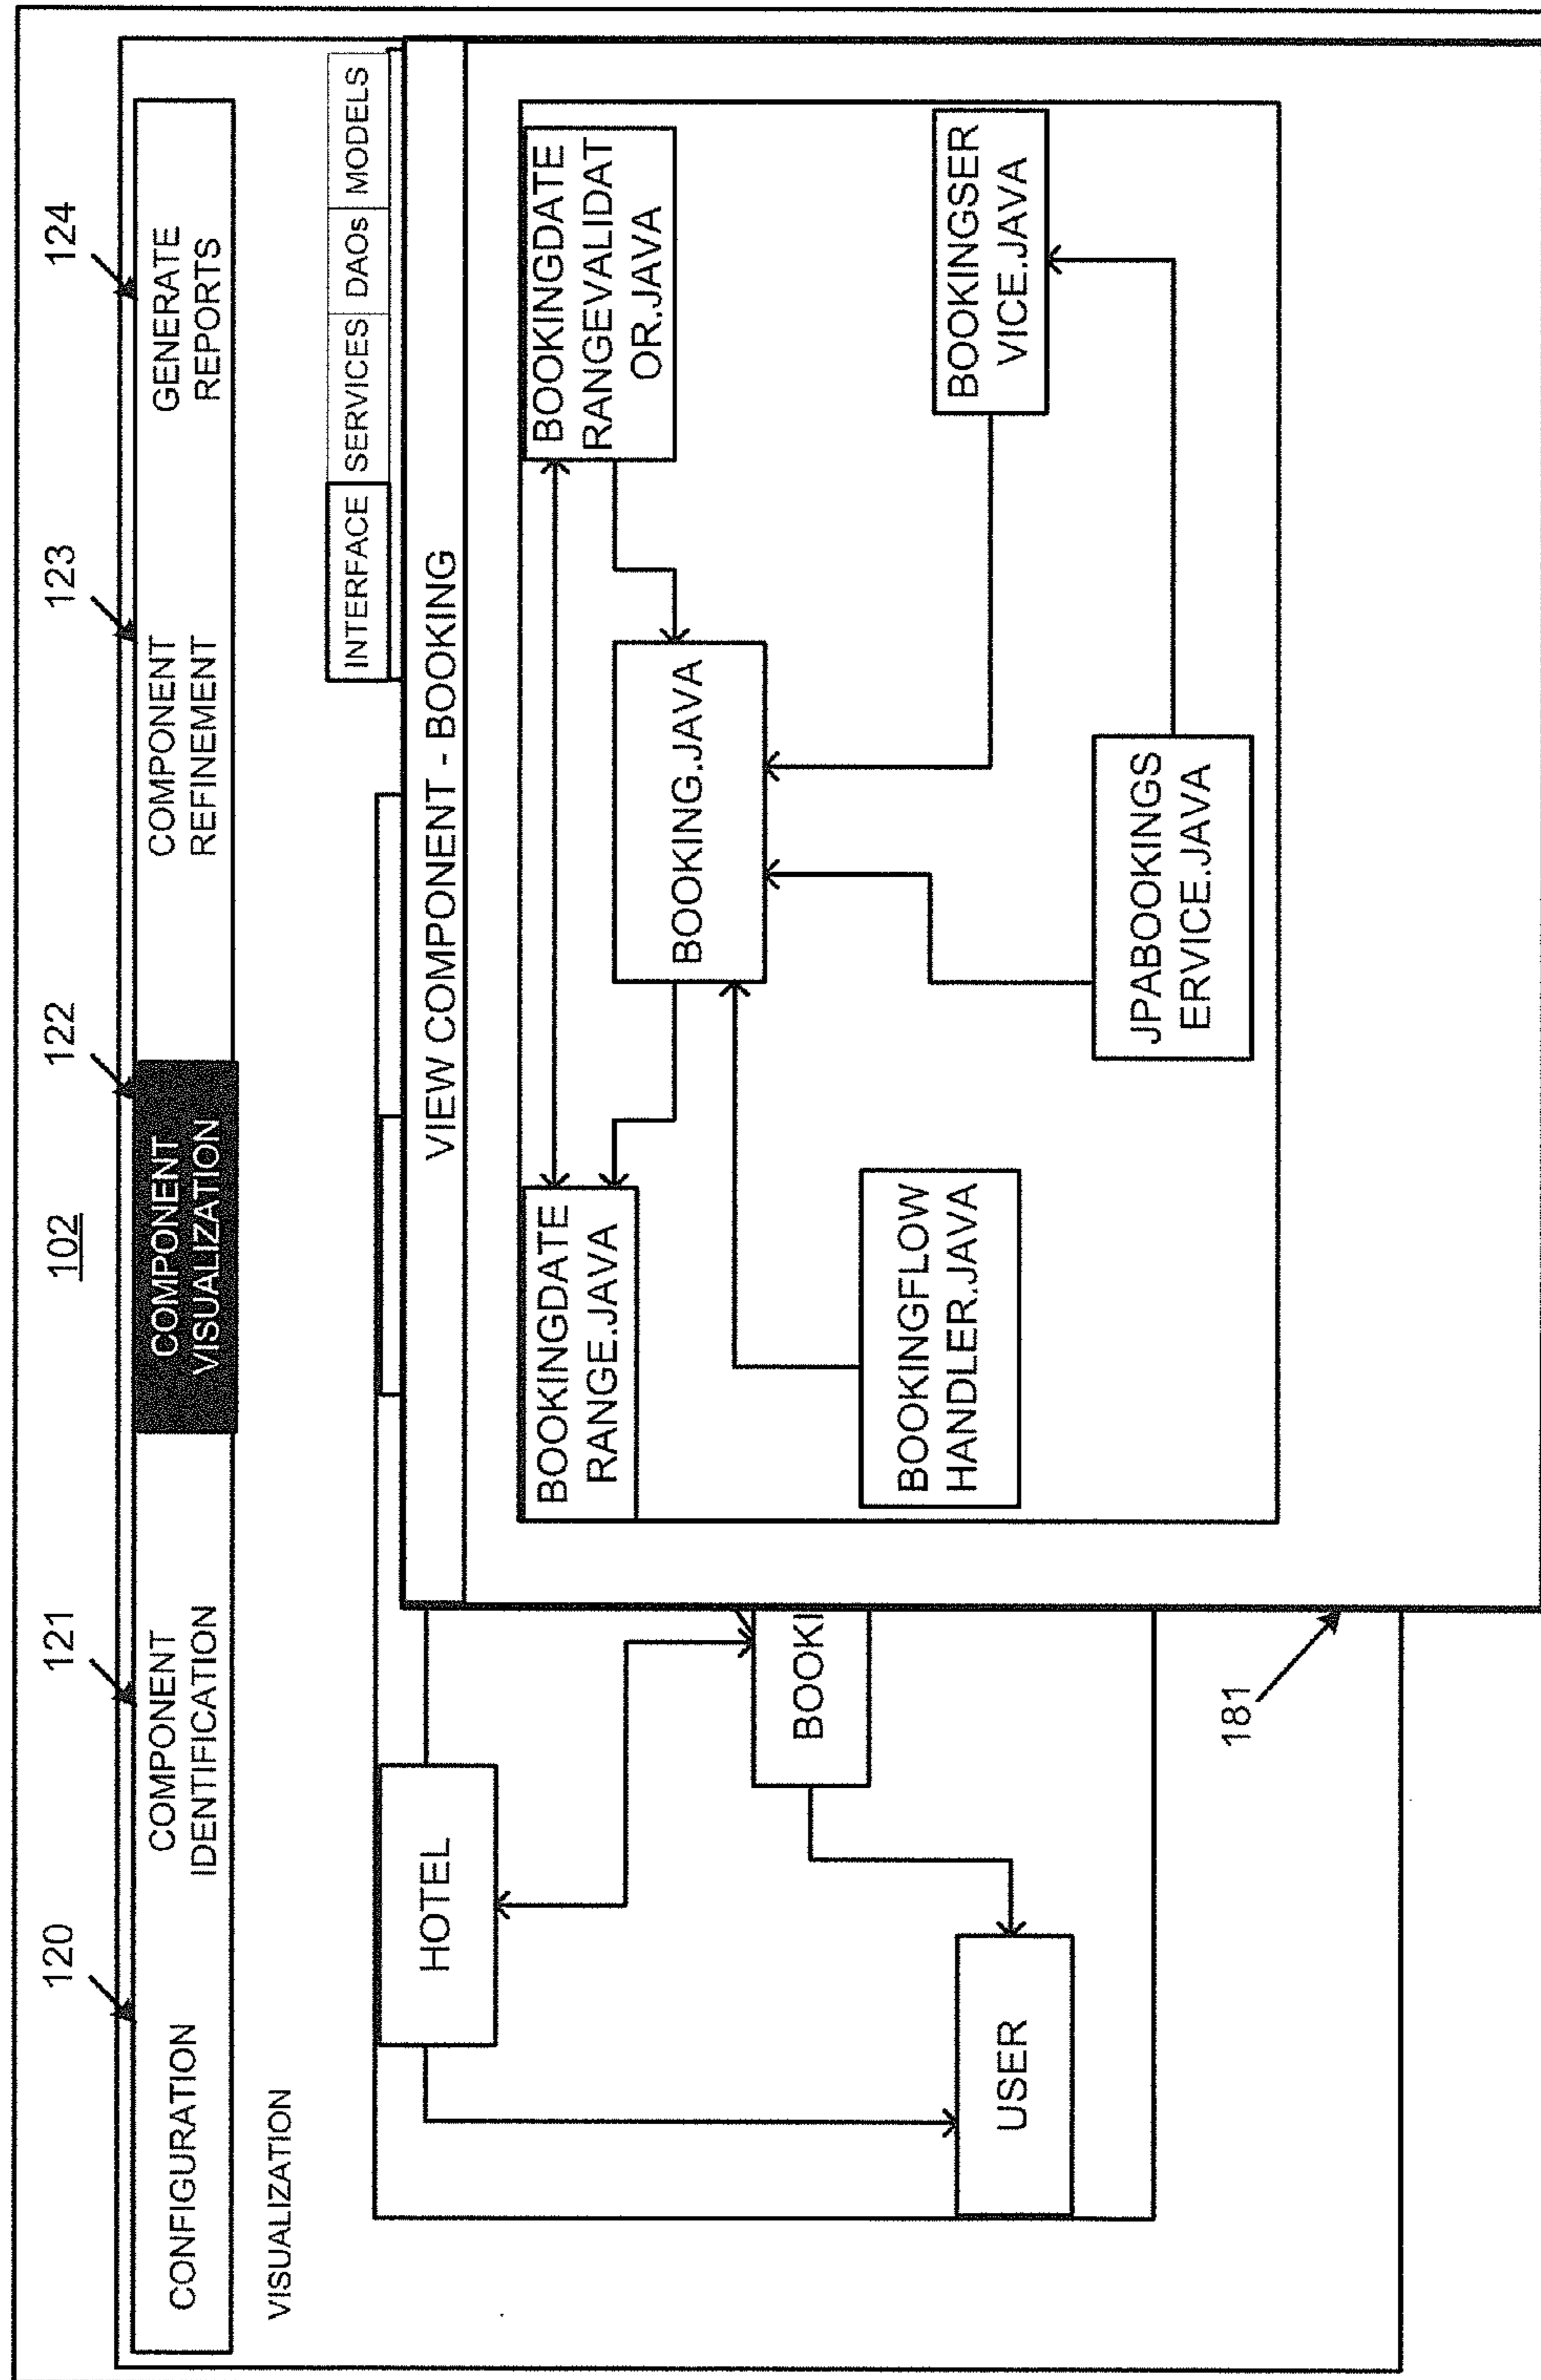 102
120
121
122
123
124
CONFIGURATION
COMPONENT
IDENTIFICATION
COMPONENT
VISUALIZATION
COMPONENT
REFINEMENT
GENERATE
REPORTS
VISUALIZATION
INTERFACE SERVICES DAOs MODELS
HOTEL
BOOKI
USER
VIEW COMPONENT - BOOKING
BOOKINGDATE
RANGE.JAVA
BOOKINGDATE
RANGEVALIDAT
OR.JAVA
BOOKING.JAVA
BOOKINGFLOW
HANDLER.JAVA
BOOKINGSER
VICE.JAVA
JPABOOKINGS
ERVICE.JAVA
181